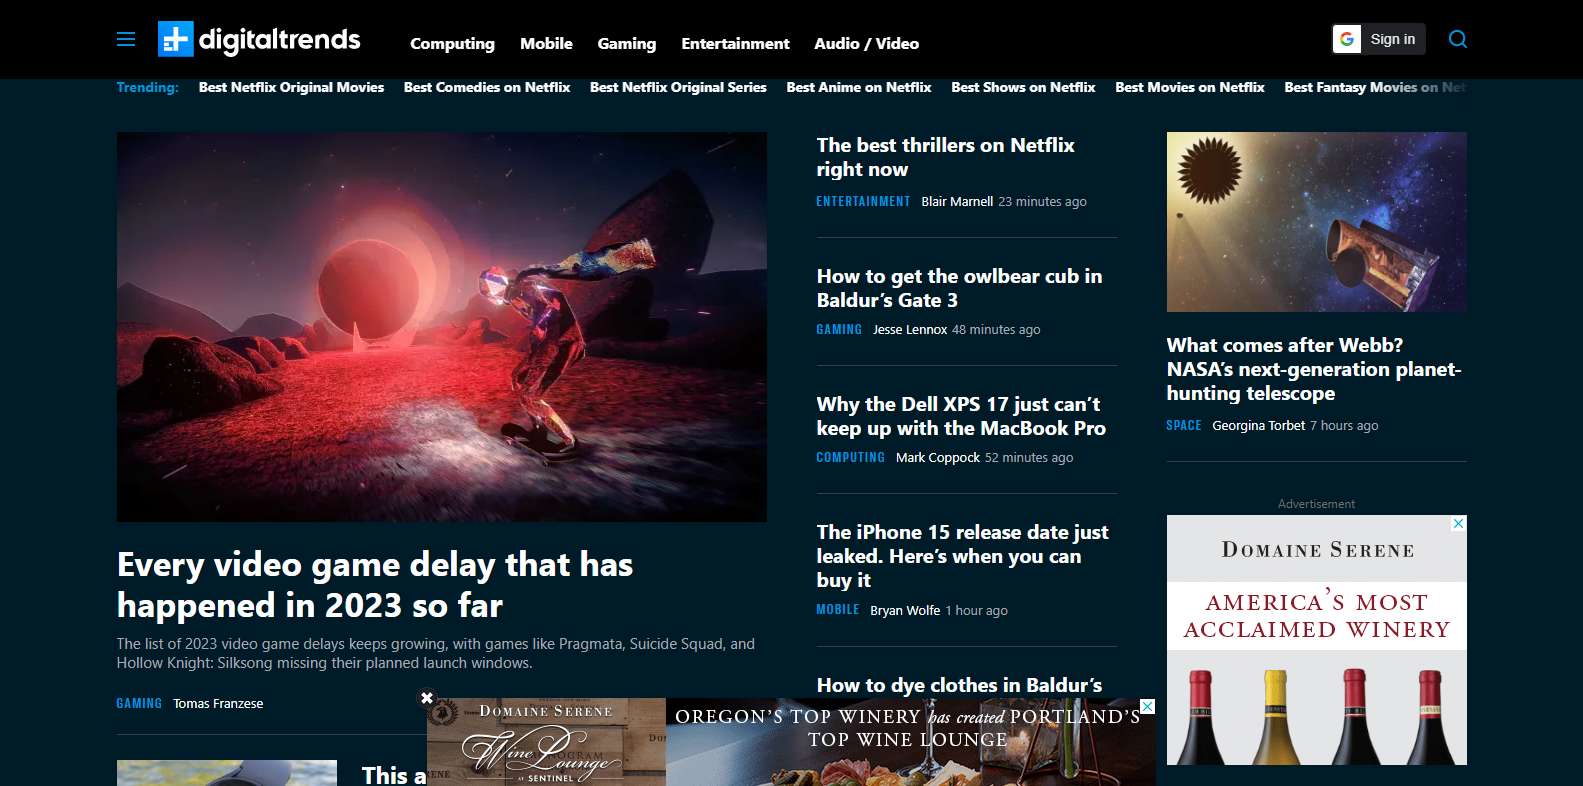 digitaltrends
Computing
Mobile
Gaming
Entertainment
Audio / Video
Sign in
Trending:
Best Netflix Original Movies
Best Comedies on Netflix
Best Netflix Original Series
Best Anime on Netflix
Best Shows on Netflix
Best Movies on Netflix
Best Fantasy Movies on Net
Every video game delay that has
happened in 2023 so far
The list of 2023 video game delays keeps growing, with games like Pragmata, Suicide Squad, and
Hollow Knight: Silksong missing their planned launch windows.
GAMING Tomas Franzese
This a
The best thrillers on Netflix
right now
ENTERTAINMENT Blair Marnell 23 minutes ago
How to get the owlbear cub in
Baldur’s Gate 3
GAMING Jesse Lennox 48 minutes ago
Why the Dell XPS 17 just can’t
keep up with the MacBook Pro
COMPUTING Mark Coppock 52 minutes ago
The iPhone 15 release date just
leaked. Here’s when you can
buy it
MOBILE Bryan Wolfe 1 hour ago
How to dye clothes in Baldur’s
What comes after Webb?
NASA’s next-generation planet-
hunting telescope
SPACE Georgina Torbet 7 hours ago
Advertisement
DOMAINE SERENE
AMERICA’S MOST
ACCLAIMED WINERY
DOMAINE SERENE
Wine Lounge
AT SENTINEL
OREGON’S TOP WINERY has created PORTLAND’S
TOP WINE LOUNGE